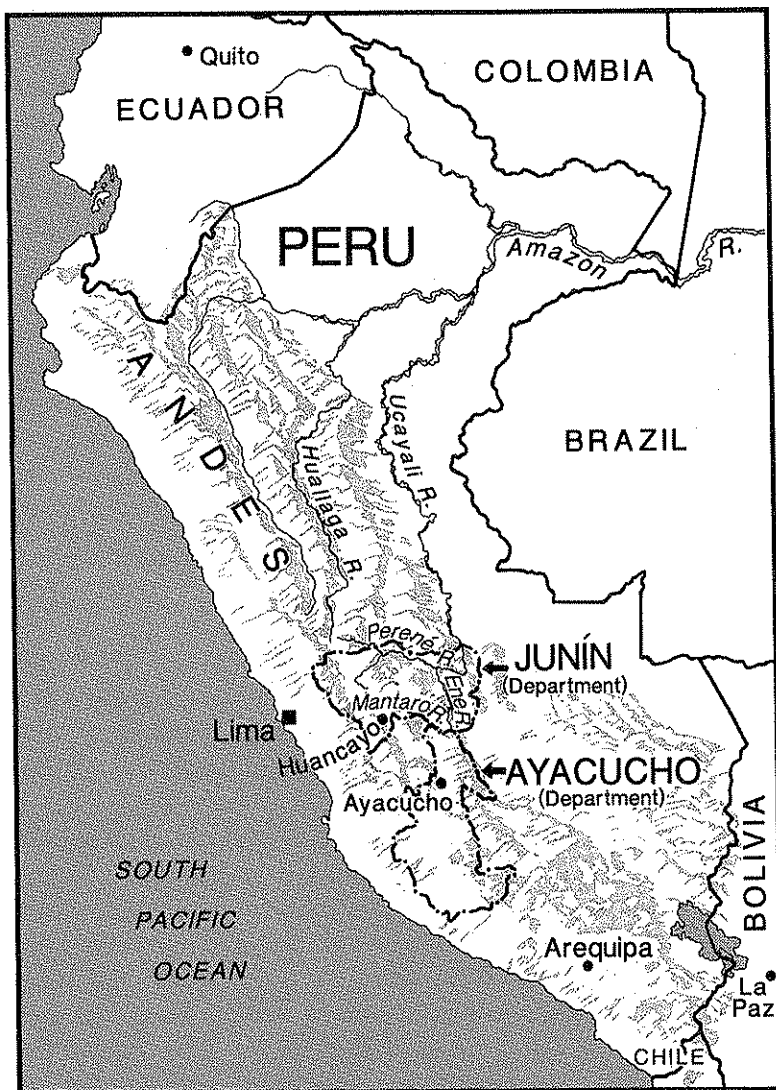 Quito
COLOMBIA
ECUADOR
PERU
Amazon
R.
ANDES
Ucayali R.
BRAZIL
Huallaga R.
Perené R.
JUNÍN
(Department)
Ene R.
Mantaro R.
Lima
Huancayo
AYACUCHO
(Department)
Ayacucho
SOUTH
PACIFIC
OCEAN
BOLIVIA
Arequipa
La
Paz
CHILE